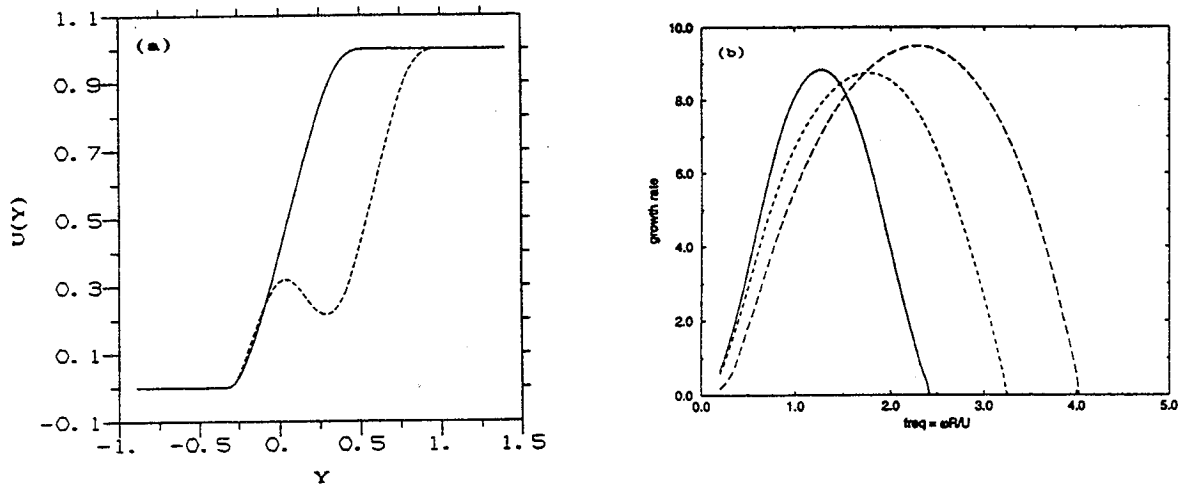 (a)
1. 1
0. 9
0. 7
0. 5
0. 3
0. 1
-0. 1
U(Y)
-1. -0. 5 0. 0. 5 1. 1. 5
Y
(b)
10.0
8.0
6.0
4.0
2.0
0.0
growth rate
0.0 1.0 2.0 3.0 4.0 5.0
freq = ωR/U